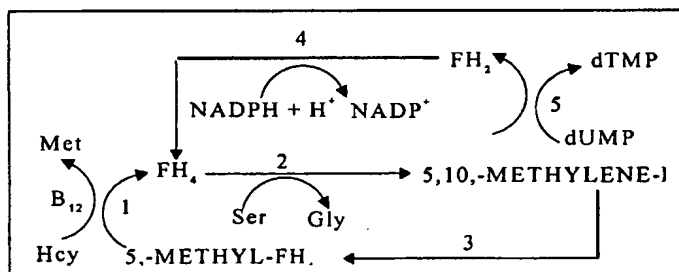 4
FH₂ dTMP
NADPH + H⁺ NADP⁺ 5
dUMP
Met
FH₄ 2 5,10,-METHYLENE-
B₁₂ 1 Ser Gly
3
Hcy 5,-METHYL-FH